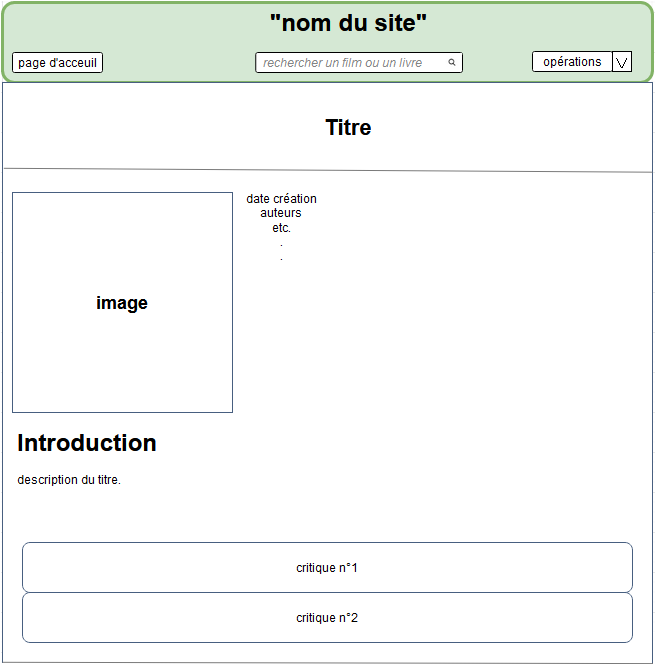 "nom du site"
page d'acceuil
rechercher un film ou un livre
opérations
Titre
date création
auteurs
etc.
.
.
image
Introduction
description du titre.
critique n°1
critique n°2